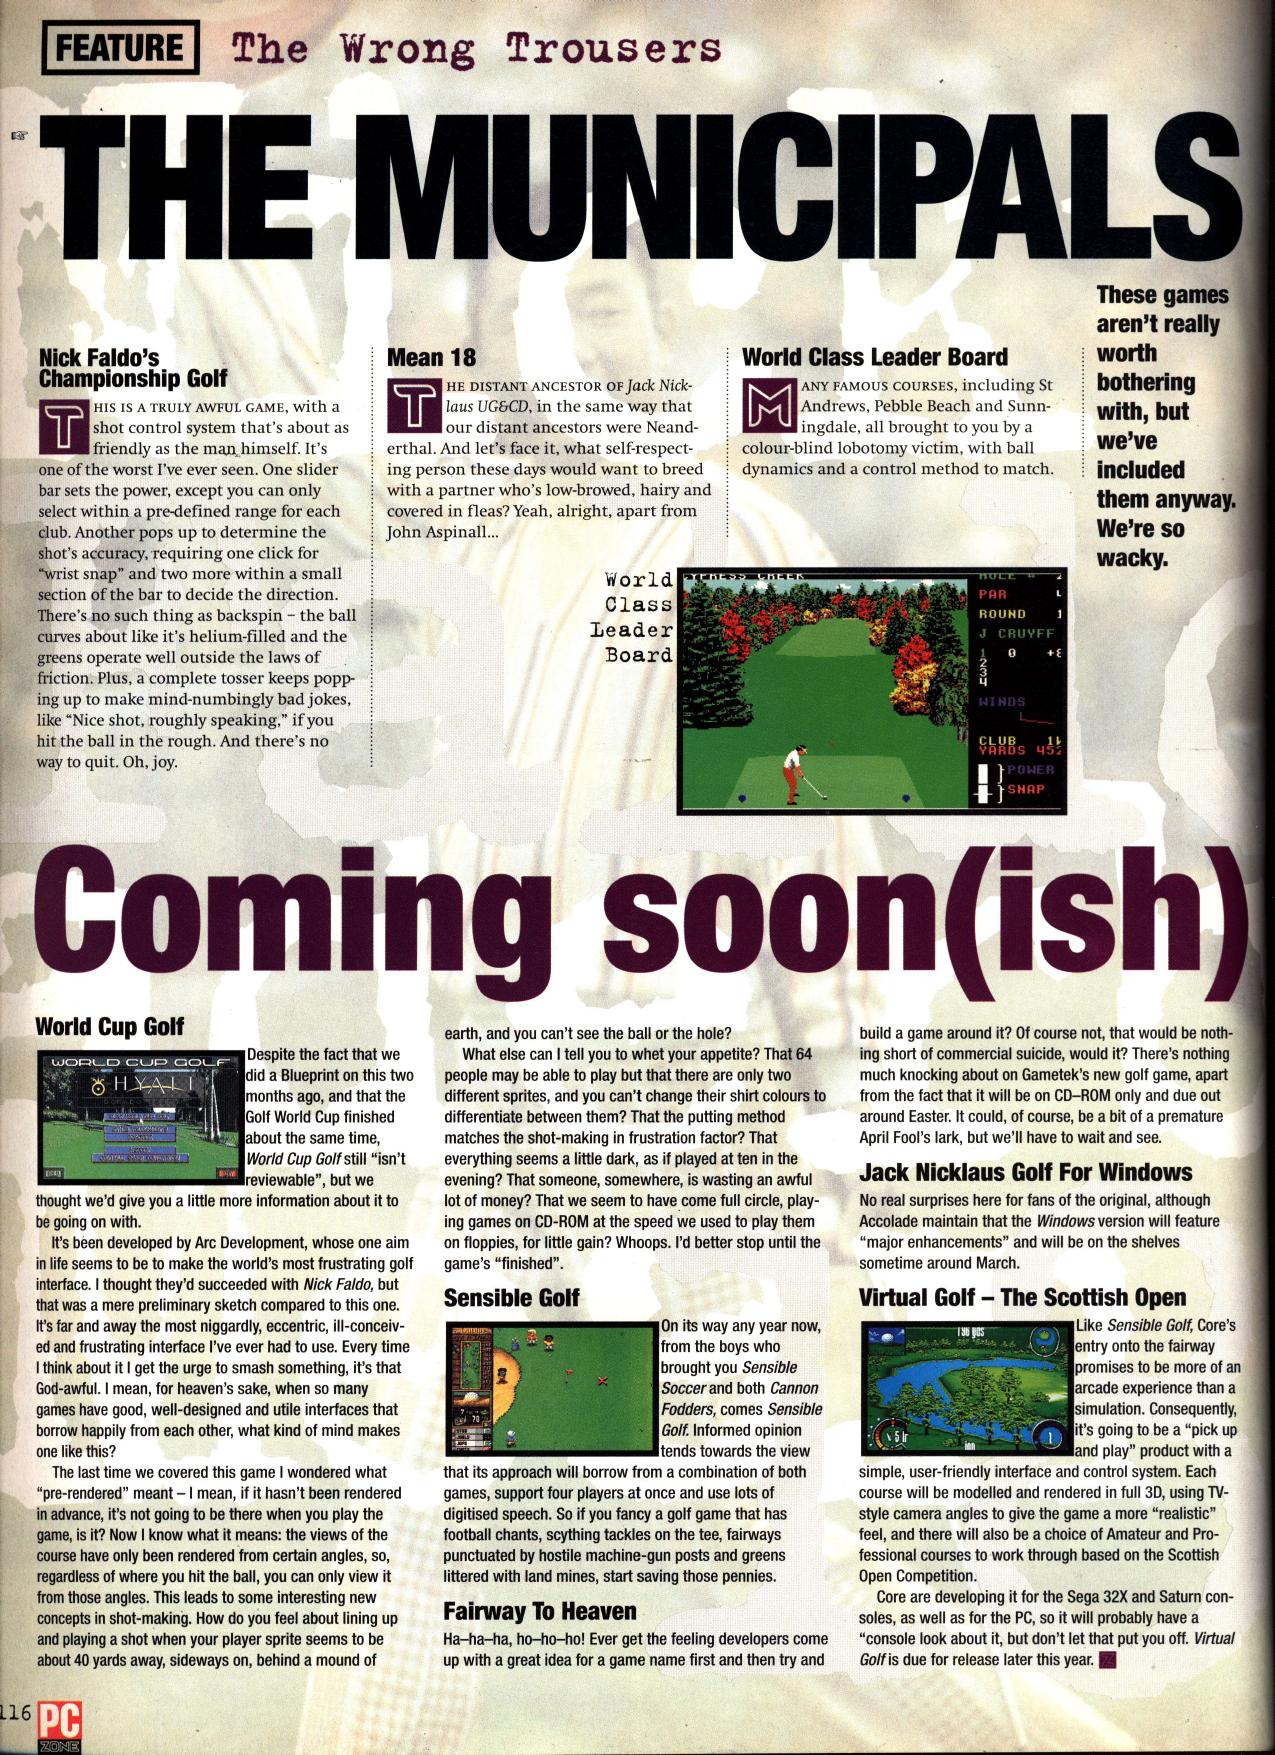 FEATURE The Wrong Trousers
THE MUNICIPALS
These games
aren't really
worth
bothering
with, but
we've
included
them anyway.
We're so
wacky.
Nick Faldo's
Championship Golf
THIS IS A TRULY AWFUL GAME, with a
shot control system that's about as
friendly as the man himself. It's
one of the worst I've ever seen. One slider
bar sets the power, except you can only
select within a pre-defined range for each
club. Another pops up to determine the
shot's accuracy, requiring one click for
"wrist snap" and two more within a small
section of the bar to decide the direction.
There's no such thing as backspin – the ball
curves about like it's helium-filled and the
greens operate well outside the laws of
friction. Plus, a complete tosser keeps popp-
ing up to make mind-numbingly bad jokes,
like "Nice shot, roughly speaking," if you
hit the ball in the rough. And there's no
way to quit. Oh, joy.
Mean 18
THE DISTANT ANCESTOR OF Jack Nick-
laus UG&CD, in the same way that
our distant ancestors were Neand-
erthal. And let's face it, what self-respect-
ing person these days would want to breed
with a partner who's low-browed, hairy and
covered in fleas? Yeah, alright, apart from
John Aspinall...
World Class Leader Board
MANY FAMOUS COURSES, including St
Andrews, Pebble Beach and Sunn-
ingdale, all brought to you by a
colour-blind lobotomy victim, with ball
dynamics and a control method to match.
World
Class
Leader
Board
CYPRESS CREEK
HOLE #
PAR
ROUND 1
J CRUYFF
1 0 +8
2
3
4
WINDS
CLUB 1W
YARDS 452
POWER
SNAP
Coming soon(ish)
World Cup Golf
WORLD CUP GOLF
HYATT
Despite the fact that we
did a Blueprint on this two
months ago, and that the
Golf World Cup finished
about the same time,
World Cup Golf still "isn't
reviewable", but we
thought we'd give you a little more information about it to
be going on with.
It's been developed by Arc Development, whose one aim
in life seems to be to make the world's most frustrating golf
interface. I thought they'd succeeded with Nick Faldo, but
that was a mere preliminary sketch compared to this one.
It's far and away the most niggardly, eccentric, ill-conceiv-
ed and frustrating interface I've ever had to use. Every time
I think about it I get the urge to smash something, it's that
God-awful. I mean, for heaven's sake, when so many
games have good, well-designed and utile interfaces that
borrow happily from each other, what kind of mind makes
one like this?
The last time we covered this game I wondered what
"pre-rendered" meant – I mean, if it hasn't been rendered
in advance, it's not going to be there when you play the
game, is it? Now I know what it means: the views of the
course have only been rendered from certain angles, so,
regardless of where you hit the ball, you can only view it
from those angles. This leads to some interesting new
concepts in shot-making. How do you feel about lining up
and playing a shot when your player sprite seems to be
about 40 yards away, sideways on, behind a mound of
earth, and you can't see the ball or the hole?
What else can I tell you to whet your appetite? That 64
people may be able to play but that there are only two
different sprites, and you can't change their shirt colours to
differentiate between them? That the putting method
matches the shot-making in frustration factor? That
everything seems a little dark, as if played at ten in the
evening? That someone, somewhere, is wasting an awful
lot of money? That we seem to have come full circle, play-
ing games on CD-ROM at the speed we used to play them
on floppies, for little gain? Whoops. I'd better stop until the
game's "finished".
Sensible Golf
On its way any year now,
from the boys who
brought you Sensible
Soccer and both Cannon
Fodders, comes Sensible
Golf. Informed opinion
tends towards the view
that its approach will borrow from a combination of both
games, support four players at once and use lots of
digitised speech. So if you fancy a golf game that has
football chants, scything tackles on the tee, fairways
punctuated by hostile machine-gun posts and greens
littered with land mines, start saving those pennies.
Fairway To Heaven
Ha–ha–ha, ho–ho–ho! Ever get the feeling developers come
up with a great idea for a game name first and then try and
build a game around it? Of course not, that would be noth-
ing short of commercial suicide, would it? There's nothing
much knocking about on Gametek's new golf game, apart
from the fact that it will be on CD–ROM only and due out
around Easter. It could, of course, be a bit of a premature
April Fool's lark, but we'll have to wait and see.
Jack Nicklaus Golf For Windows
No real surprises here for fans of the original, although
Accolade maintain that the Windows version will feature
"major enhancements" and will be on the shelves
sometime around March.
Virtual Golf – The Scottish Open
Like Sensible Golf, Core's
entry onto the fairway
promises to be more of an
arcade experience than a
simulation. Consequently,
it's going to be a "pick up
and play" product with a
simple, user-friendly interface and control system. Each
course will be modelled and rendered in full 3D, using TV-
style camera angles to give the game a more "realistic"
feel, and there will also be a choice of Amateur and Pro-
fessional courses to work through based on the Scottish
Open Competition.
Core are developing it for the Sega 32X and Saturn con-
soles, as well as for the PC, so it will probably have a
"console look about it, but don't let that put you off. Virtual
Golf is due for release later this year.
116 PC
ZONE